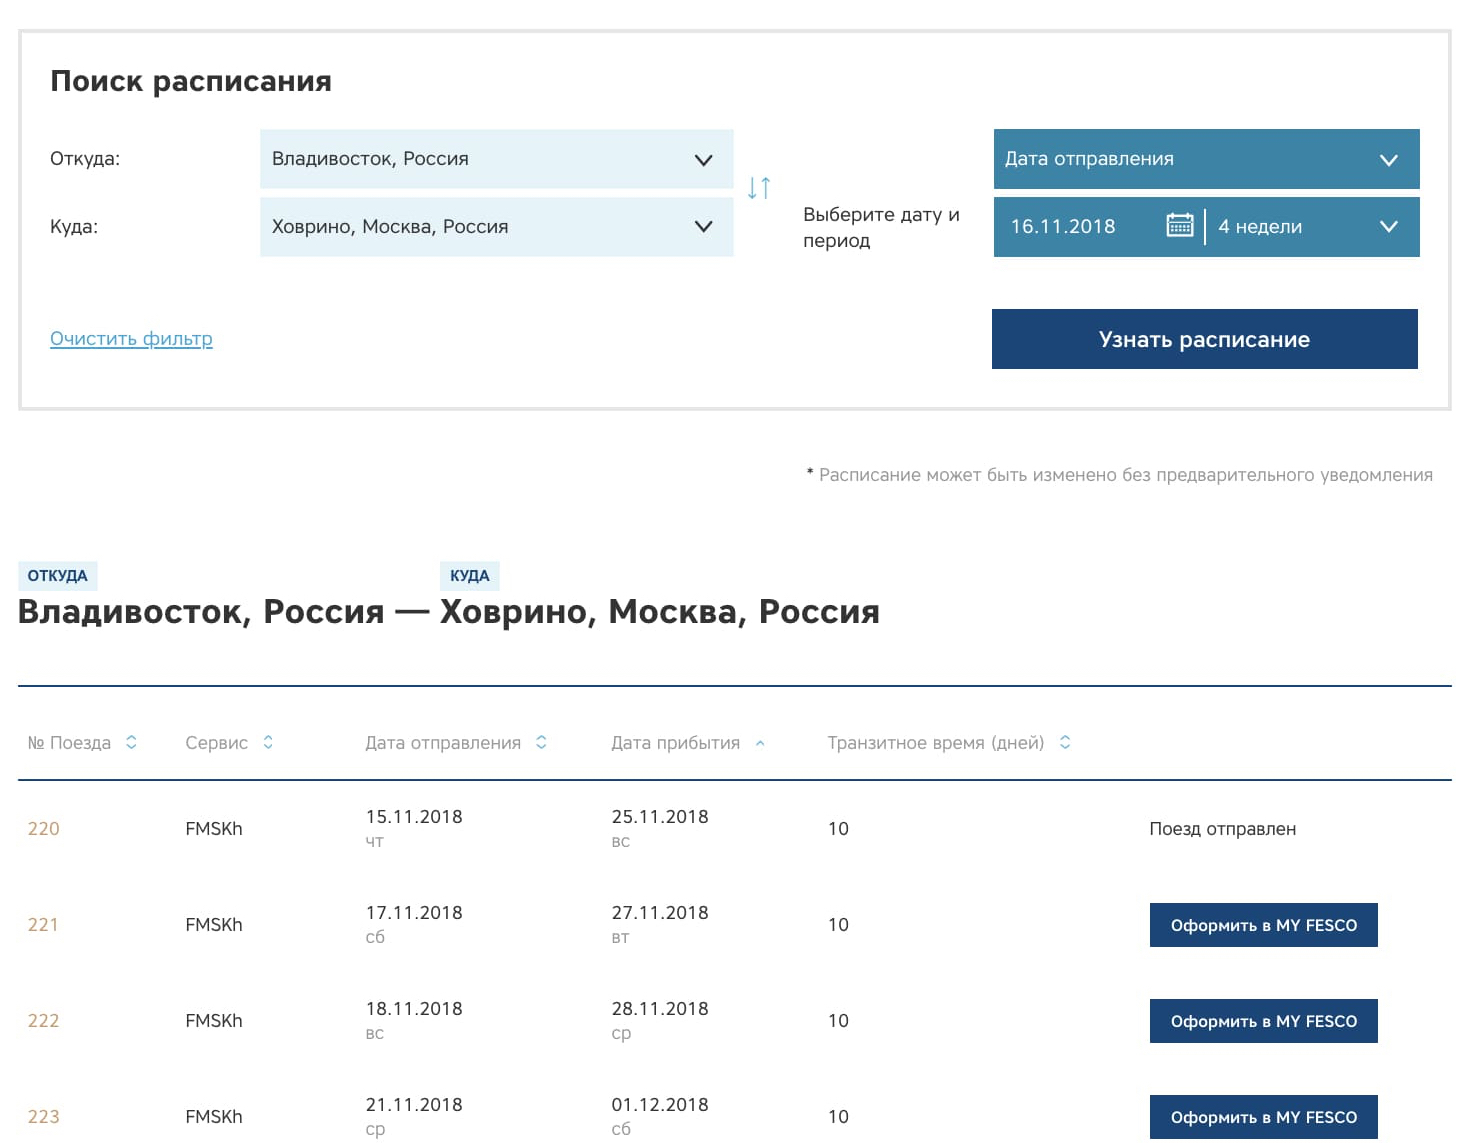 Поиск расписания
Откуда:
Владивосток, Россия
Дата отправления
Куда:
Ховрино, Москва, Россия
Выберите дату и
период
16.11.2018
4 недели
Очистить фильтр
Узнать расписание
* Расписание может быть изменено без предварительного уведомления
ОТКУДА КУДА
Владивосток, Россия — Ховрино, Москва, Россия
№ Поезда Сервис Дата отправления Дата прибытия Транзитное время (дней)
220 FMSKh 15.11.2018 25.11.2018 10 Поезд отправлен
чт вс
221 FMSKh 17.11.2018 27.11.2018 10 Оформить в MY FESCO
сб вт
222 FMSKh 18.11.2018 28.11.2018 10 Оформить в MY FESCO
вс ср
223 FMSKh 21.11.2018 01.12.2018 10 Оформить в MY FESCO
ср сб